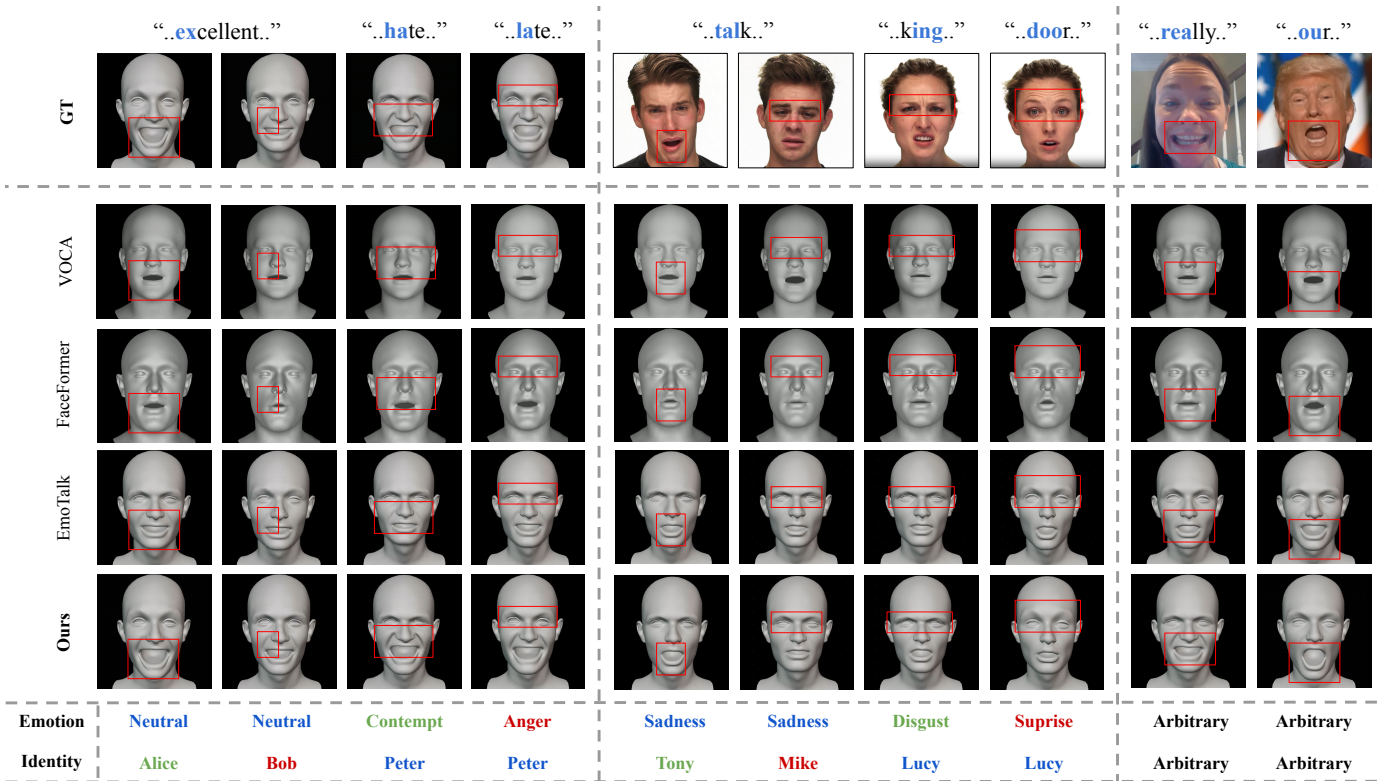 “..excellent..” “..hate..” “..late..” “..talk..” “..king..” “..door..” “..really..” “..our..”
GT
VOCA
FaceFormer
EmoTalk
Ours
Emotion Neutral Neutral Contempt Anger Sadness Sadness Disgust Suprise Arbitrary Arbitrary
Identity Alice Bob Peter Peter Tony Mike Lucy Lucy Arbitrary Arbitrary